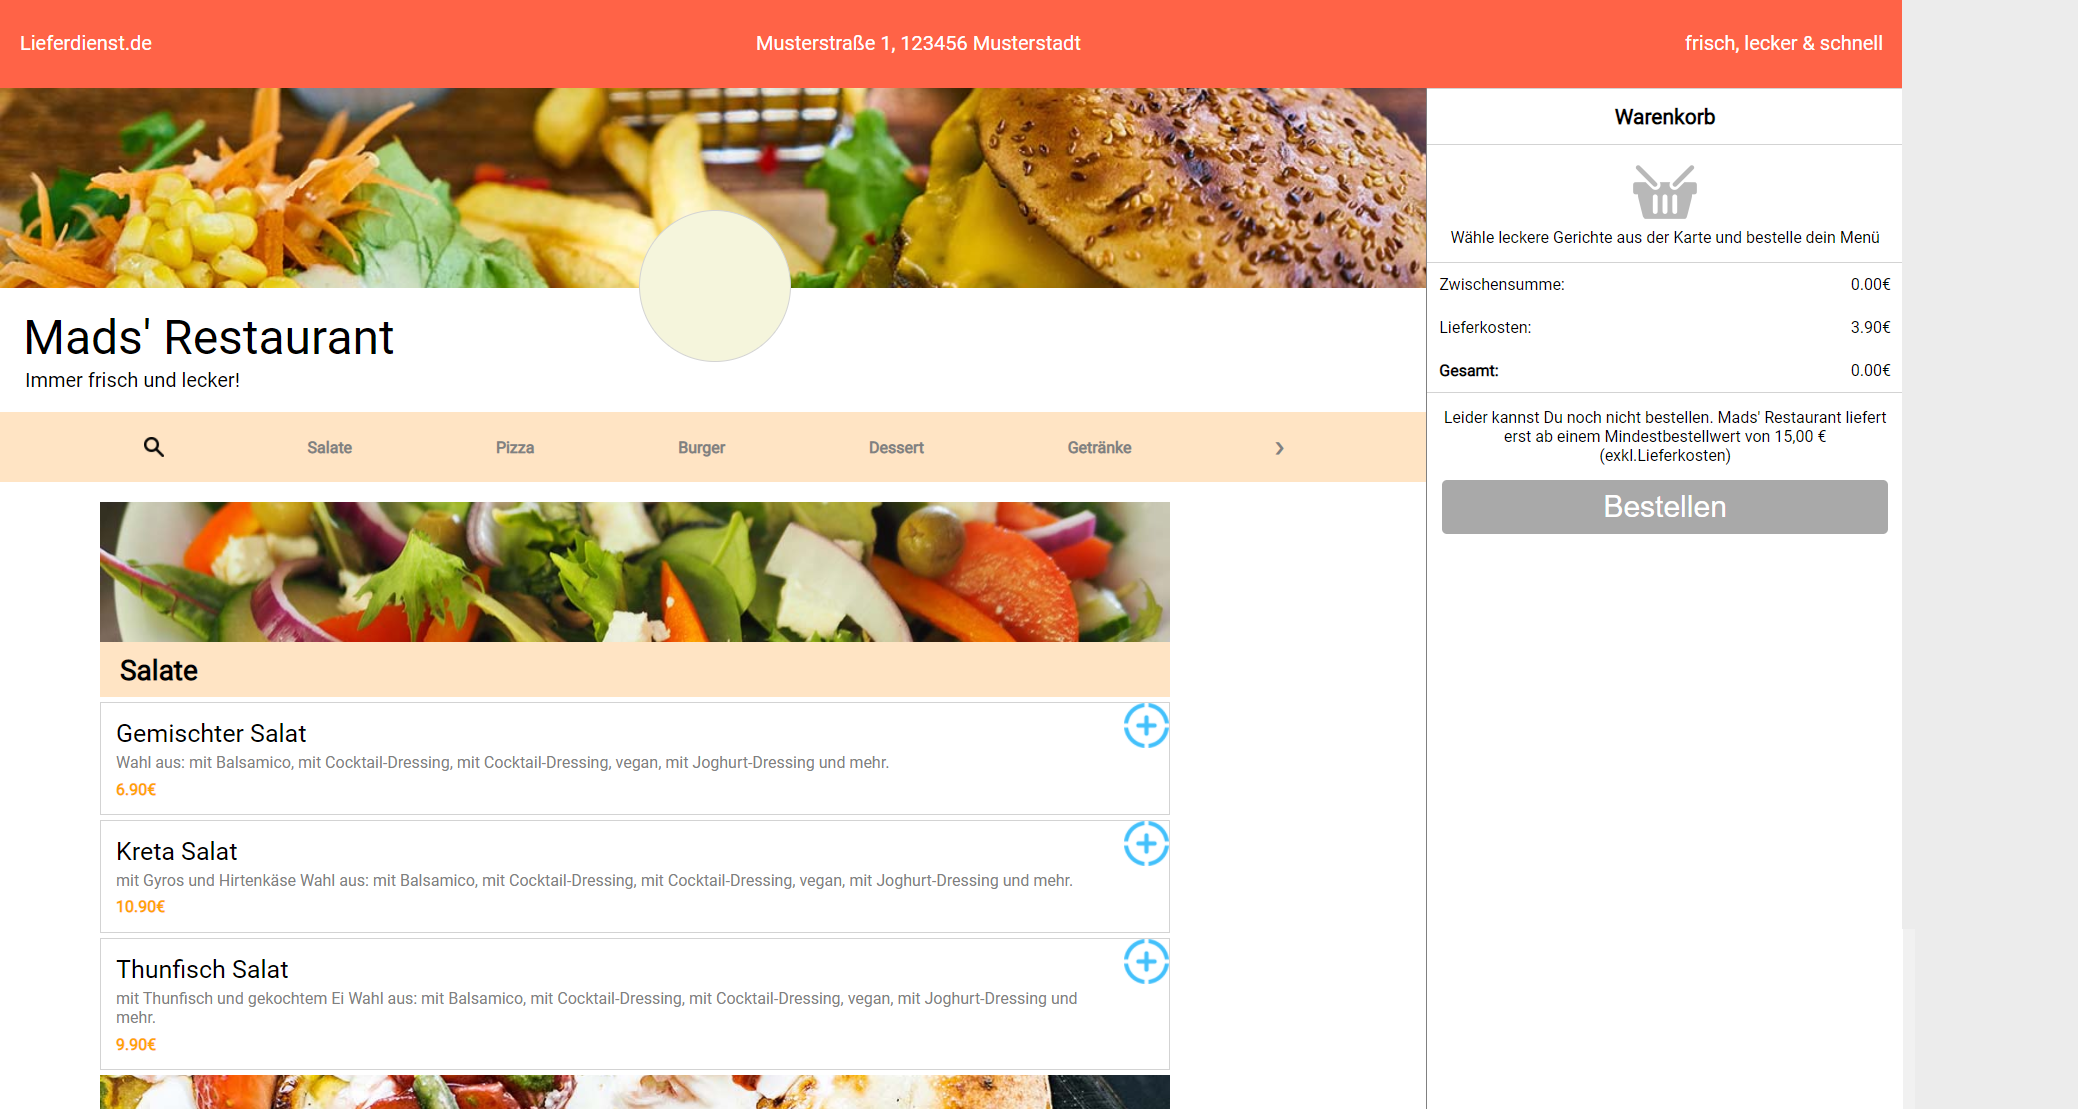 Lieferdienst.de
Musterstraße 1, 123456 Musterstadt
frisch, lecker & schnell
Mads' Restaurant
Immer frisch und lecker!
Salate
Pizza
Burger
Dessert
Getränke
Salate
Gemischter Salat
Wahl aus: mit Balsamico, mit Cocktail-Dressing, mit Cocktail-Dressing, vegan, mit Joghurt-Dressing und mehr.
6.90€
Kreta Salat
mit Gyros und Hirtenkäse Wahl aus: mit Balsamico, mit Cocktail-Dressing, mit Cocktail-Dressing, vegan, mit Joghurt-Dressing und mehr.
10.90€
Thunfisch Salat
mit Thunfisch und gekochtem Ei Wahl aus: mit Balsamico, mit Cocktail-Dressing, mit Cocktail-Dressing, vegan, mit Joghurt-Dressing und
mehr.
9.90€
Warenkorb
Wähle leckere Gerichte aus der Karte und bestelle dein Menü
Zwischensumme: 0.00€
Lieferkosten: 3.90€
Gesamt: 0.00€
Leider kannst Du noch nicht bestellen. Mads' Restaurant liefert
erst ab einem Mindestbestellwert von 15,00 €
(exkl.Lieferkosten)
Bestellen